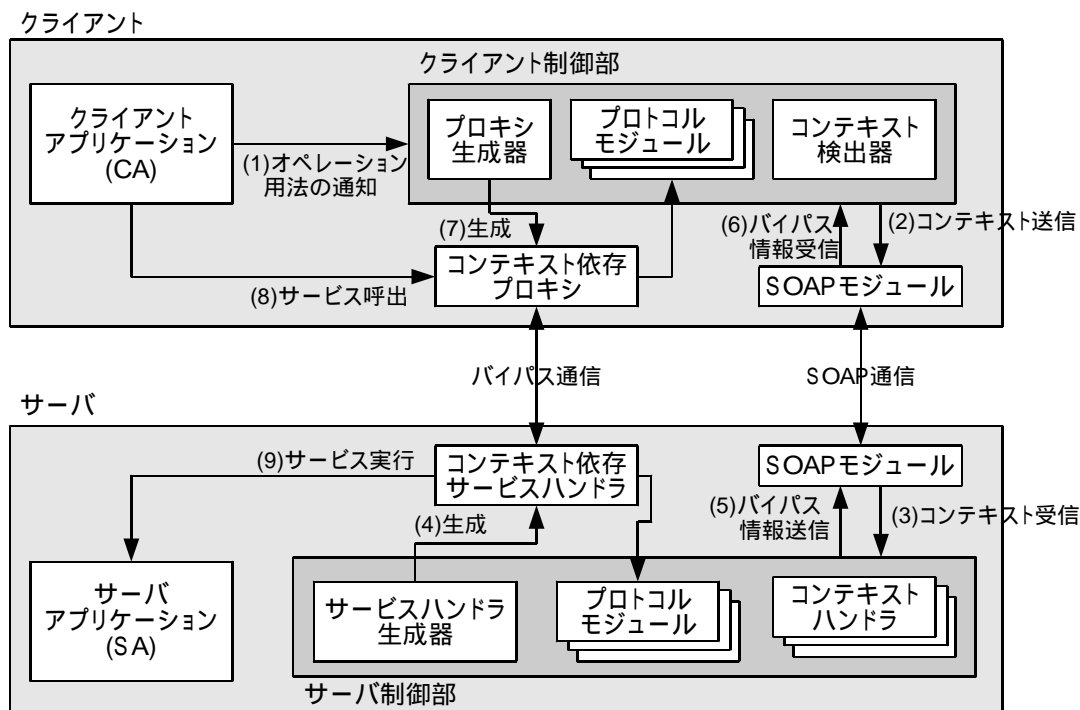 クライアント
クライアント制御部
クライアント
アプリケーション
(CA)
(1)オペレーション
用法の通知
プロキシ
生成器
プロトコル
モジュール
コンテキスト
検出器
(7)生成
(6)バイパス
情報受信
(2)コンテキスト送信
(8)サービス呼出
コンテキスト依存
プロキシ
SOAPモジュール
バイパス通信
SOAP通信
サーバ
(9)サービス実行
コンテキスト依存
サービスハンドラ
SOAPモジュール
(4)生成
(5)バイパス
情報送信
(3)コンテキスト受信
サーバ
アプリケーション
(SA)
サービスハンドラ
生成器
プロトコル
モジュール
コンテキスト
ハンドラ
サーバ制御部